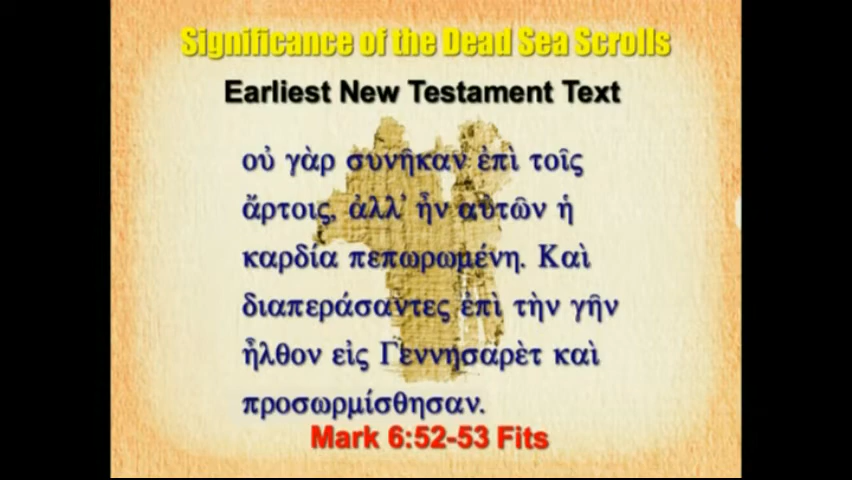 Significance of the Dead Sea Scrolls
Earliest New Testament Text
οὐ γὰρ συνῆκαν ἐπὶ τοῖς
ἄρτοις, ἀλλ' ἦν αὐτῶν ἡ
καρδία πεπωρωμένη. Καὶ
διαπεράσαντες ἐπὶ τὴν γῆν
ἦλθον εἰς Γεννησαρὲτ καὶ
προσωρμίσθησαν.
Mark 6:52-53 Fits